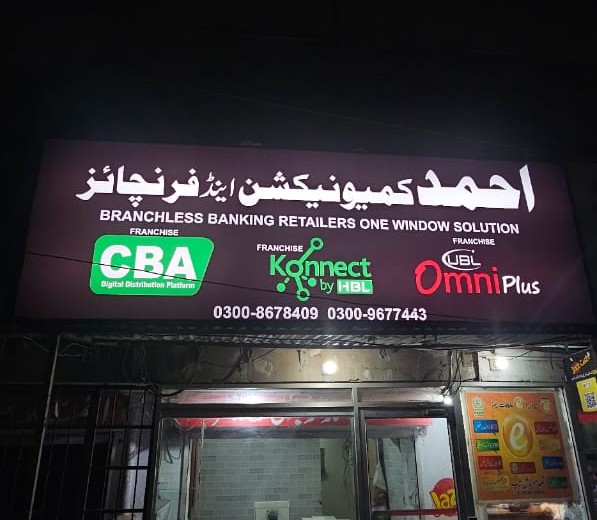 احمد کمیونیکشن اینڈ فرنچائز
BRANCHLESS BANKING RETAILERS ONE WINDOW SOLUTION
FRANCHISE
CBA
Digital Distribution Platform
FRANCHISE
Konnect
by HBL
FRANCHISE
UBL
Omni Plus
0300-8678409 0300-9677443
e